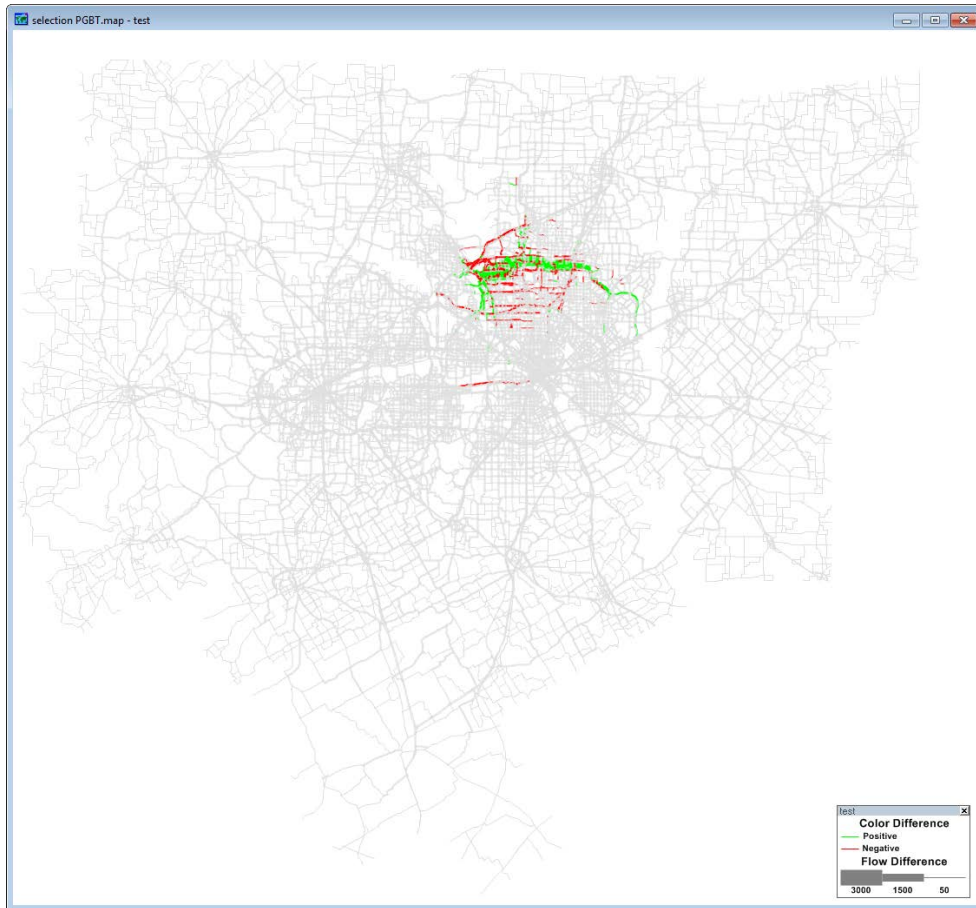 selection PGBT.map - test
test
Color Difference
Positive
Negative
Flow Difference
3000 1500 50